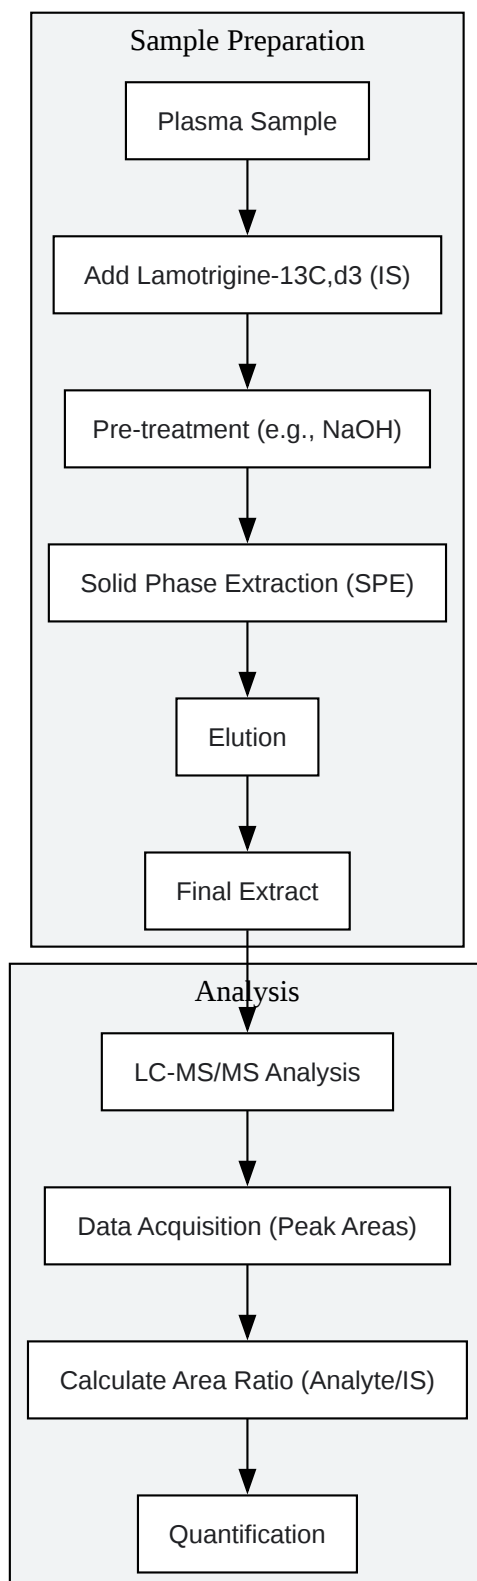 Sample Preparation
Plasma Sample
Add Lamotrigine-13C,d3 (IS)
Pre-treatment (e.g., NaOH)
Solid Phase Extraction (SPE)
Elution
Final Extract
Analysis
LC-MS/MS Analysis
Data Acquisition (Peak Areas)
Calculate Area Ratio (Analyte/IS)
Quantification